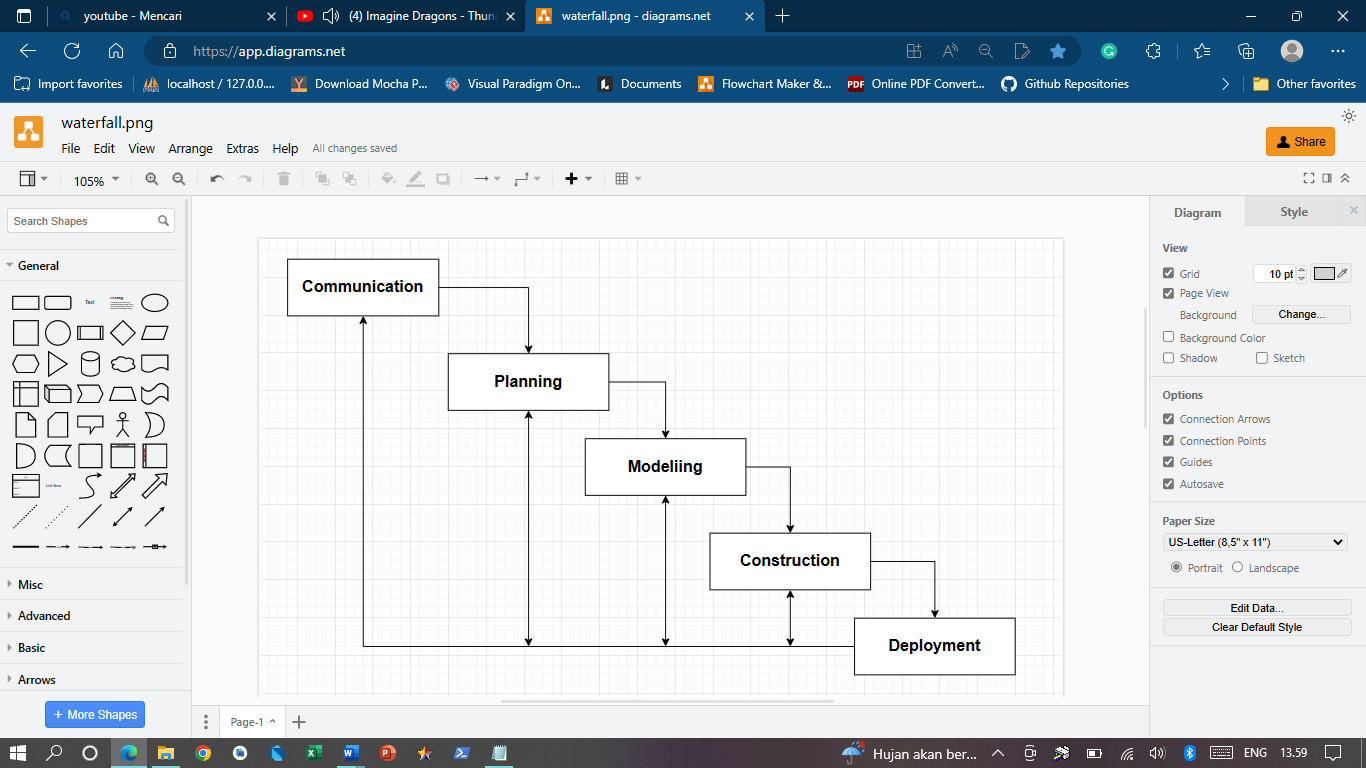 youtube - Mencari
(4) Imagine Dragons - Thun
waterfall.png - diagrams.net
https://app.diagrams.net
Import favorites
localhost / 127.0.0....
Download Mocha P...
Visual Paradigm On...
Documents
Flowchart Maker &...
PDF
Online PDF Convert...
Github Repositories
Other favorites
waterfall.png
File Edit View Arrange Extras Help All changes saved
Share
105%
Search Shapes
General
Text
Heading
List Item
Misc
Advanced
Basic
Arrows
+ More Shapes
Communication
Planning
Modeliing
Construction
Deployment
Page-1
Diagram
Style
View
Grid
10 pt
Page View
Background
Change...
Background Color
Shadow
Sketch
Options
Connection Arrows
Connection Points
Guides
Autosave
Paper Size
US-Letter (8,5" x 11")
Portrait
Landscape
Edit Data...
Clear Default Style
Hujan akan ber...
ENG
13.59